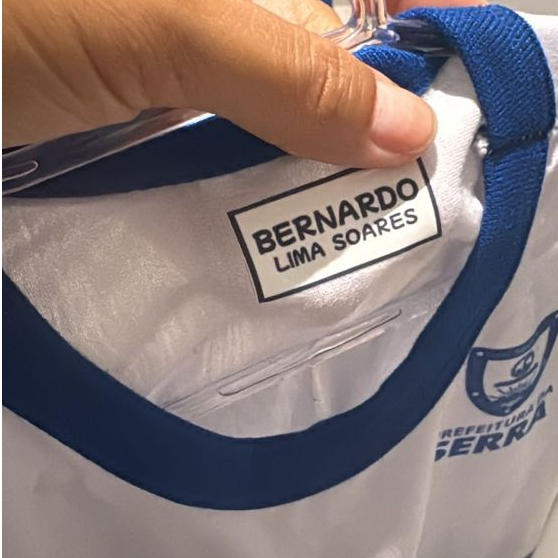 BERNARDO
LIMA SOARES
PREFEITURA DA
SERRA